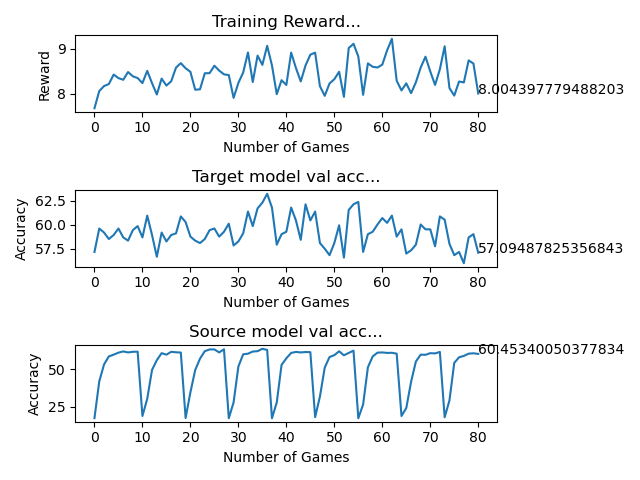 Training Reward...
Reward
9
8
8.004397779488203
0 10 20 30 40 50 60 70 80
Number of Games
Target model val acc...
Accuracy
62.5
60.0
57.5
57.09487825356843
0 10 20 30 40 50 60 70 80
Number of Games
Source model val acc...
Accuracy
50
25
60.45340050377834
0 10 20 30 40 50 60 70 80
Number of Games